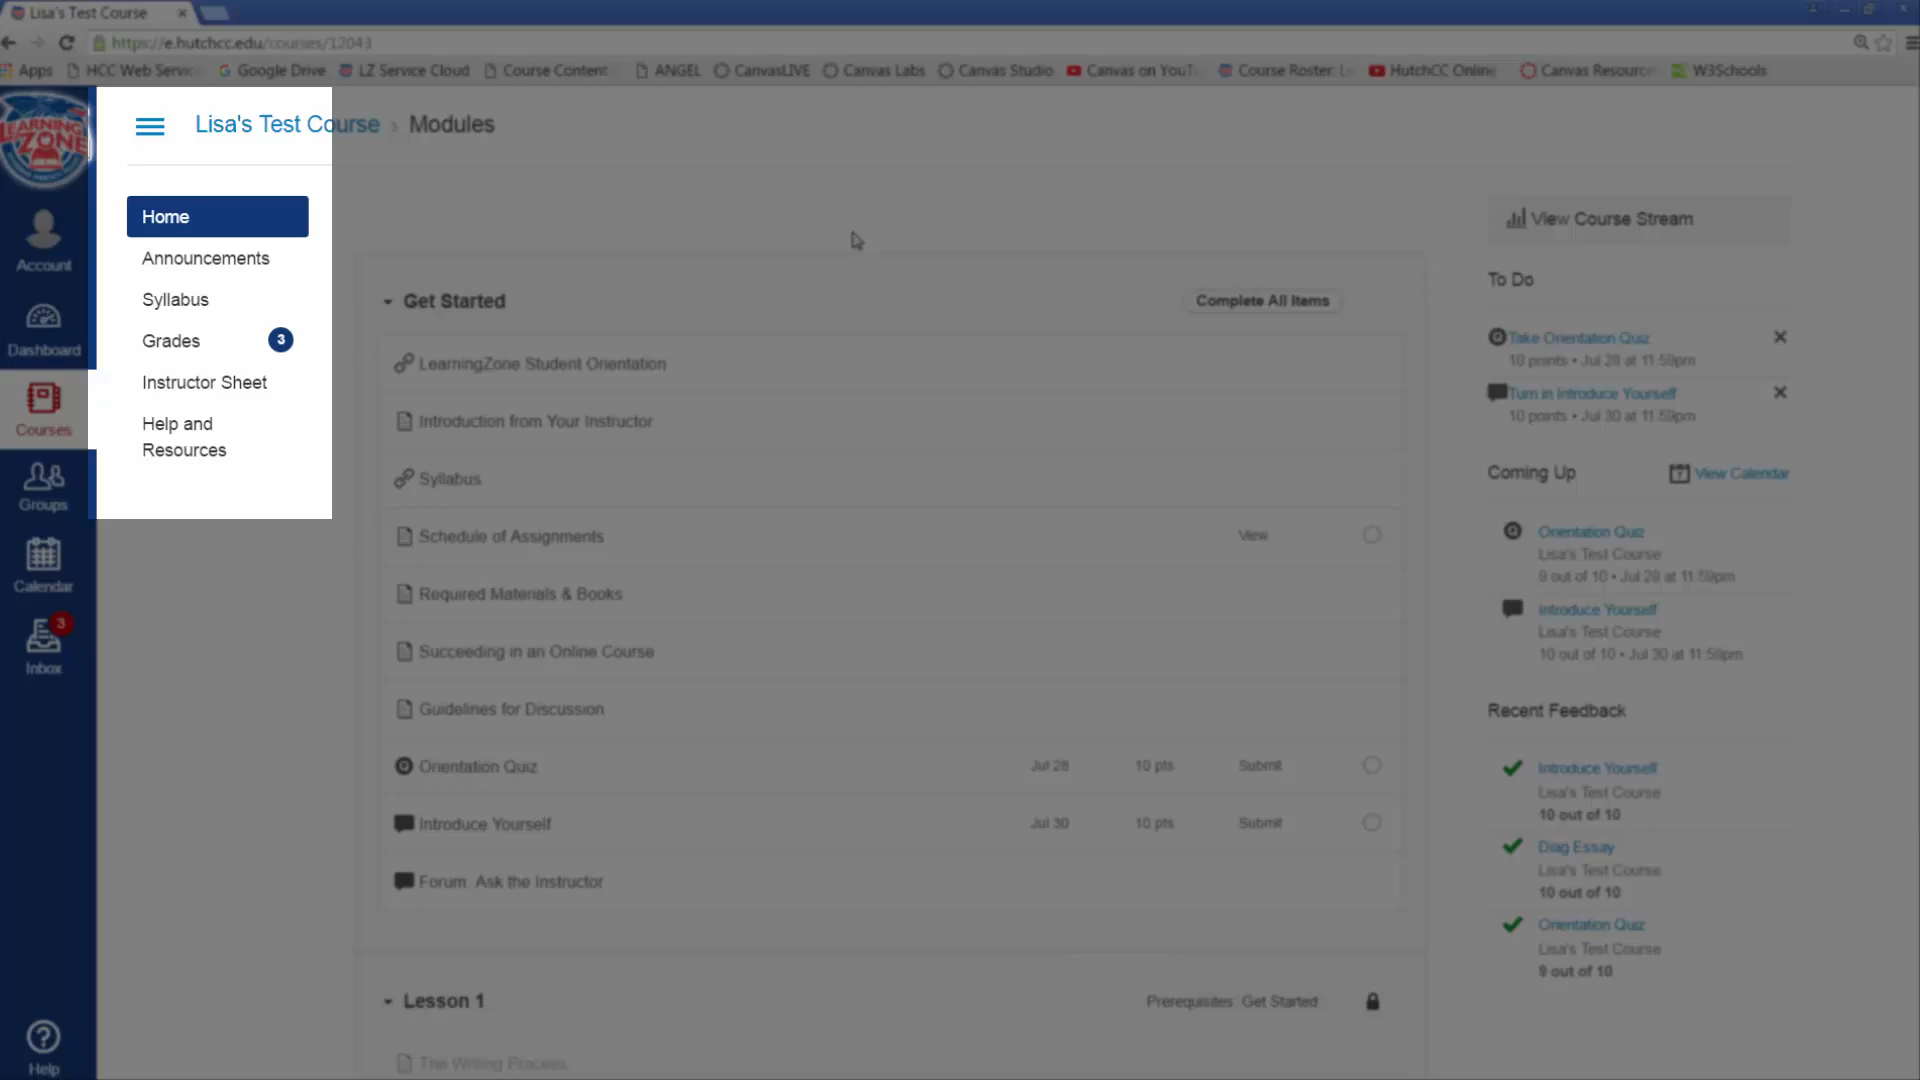 Lisa's Test Course
https://e.hutchcc.edu/courses/12043
Apps
HCC Web Service
Google Drive
LZ Service Cloud
Course Content
ANGEL
CanvasLIVE
Canvas Labs
Canvas Studio
Canvas on YouTu
Course Roster: L
HutchCC Online
Canvas Resource
W3Schools
LEARNING
ZONE
Account
Dashboard
Courses
Groups
Calendar
3
Inbox
Help
Lisa's Test Course › Modules
Home
Announcements
Syllabus
Grades 3
Instructor Sheet
Help and
Resources
Get Started Complete All Items
LearningZone Student Orientation
Introduction from Your Instructor
Syllabus
Schedule of Assignments View
Required Materials & Books
Succeeding in an Online Course
Guidelines for Discussion
Orientation Quiz Jul 28 10 pts Submit
Introduce Yourself Jul 30 10 pts Submit
Forum: Ask the Instructor
Lesson 1 Prerequisites: Get Started
The Writing Process
View Course Stream
To Do
Take Orientation Quiz
10 points • Jul 28 at 11:59pm
Turn in Introduce Yourself
10 points • Jul 30 at 11:59pm
Coming Up View Calendar
Orientation Quiz
Lisa's Test Course
9 out of 10 • Jul 28 at 11:59pm
Introduce Yourself
Lisa's Test Course
10 out of 10 • Jul 30 at 11:59pm
Recent Feedback
Introduce Yourself
Lisa's Test Course
10 out of 10
Diag Essay
Lisa's Test Course
10 out of 10
Orientation Quiz
Lisa's Test Course
9 out of 10